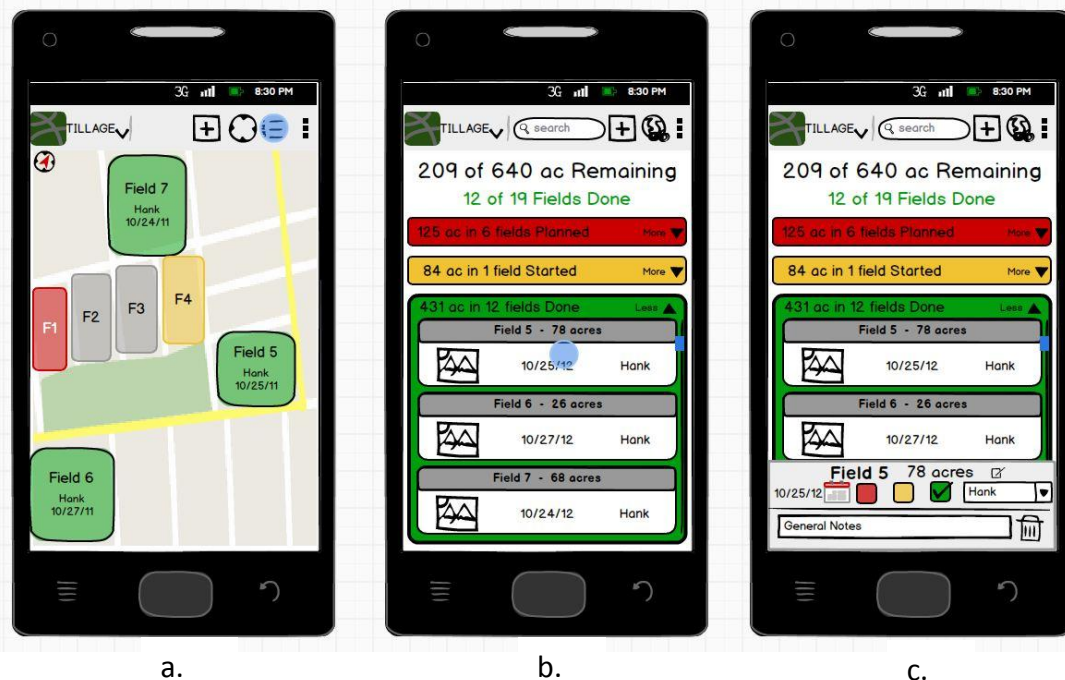 3G 8:30 PM
TILLAGE
Field 7
Hank
10/24/11
F1
F2
F3
F4
Field 5
Hank
10/25/11
Field 6
Hank
10/27/11
a.
3G 8:30 PM
TILLAGE search
209 of 640 ac Remaining
12 of 19 Fields Done
125 ac in 6 fields Planned More
84 ac in 1 field Started More
431 ac in 12 fields Done Less
Field 5 - 78 acres
10/25/12 Hank
Field 6 - 26 acres
10/27/12 Hank
Field 7 - 68 acres
10/24/12 Hank
b.
3G 8:30 PM
TILLAGE search
209 of 640 ac Remaining
12 of 19 Fields Done
125 ac in 6 fields Planned More
84 ac in 1 field Started More
431 ac in 12 fields Done Less
Field 5 - 78 acres
10/25/12 Hank
Field 6 - 26 acres
10/27/12 Hank
Field 5 78 acres
10/25/12 Hank
General Notes
c.